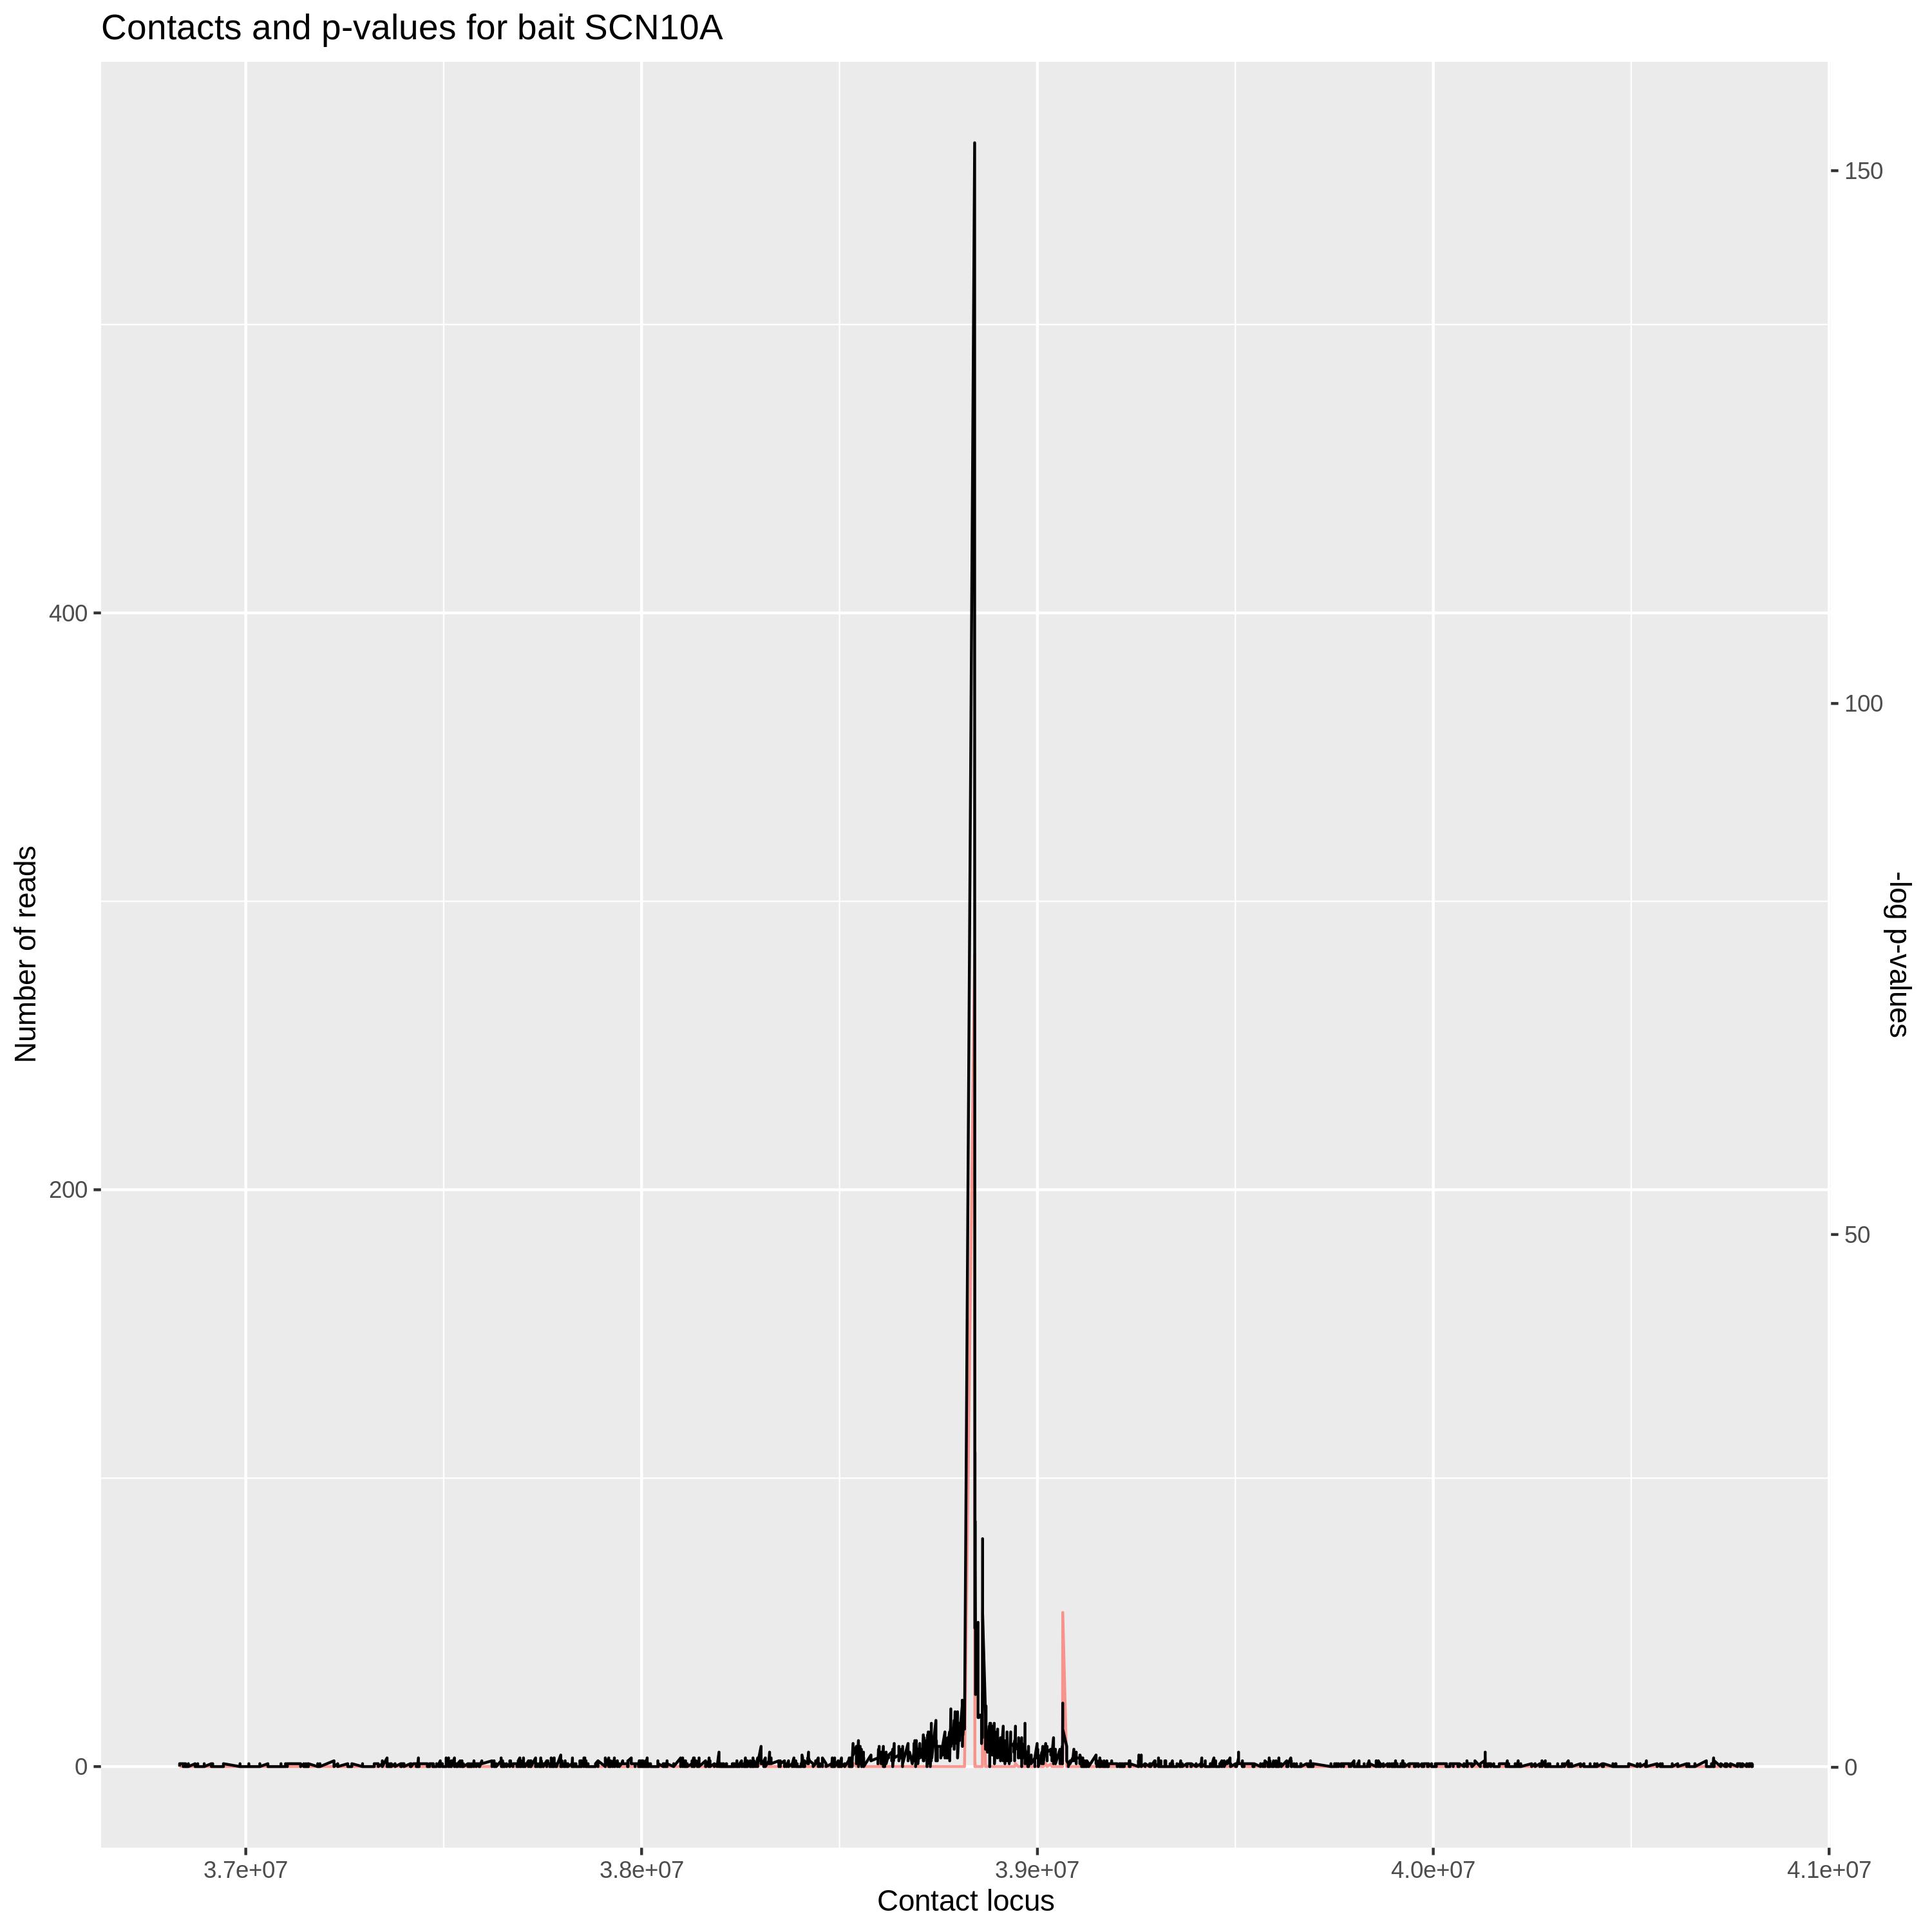 Contacts and p-values for bait SCN10A
Number of reads
400
200
0
150
100
50
0
-log p-values
3.7e+07
3.8e+07
3.9e+07
4.0e+07
4.1e+07
Contact locus